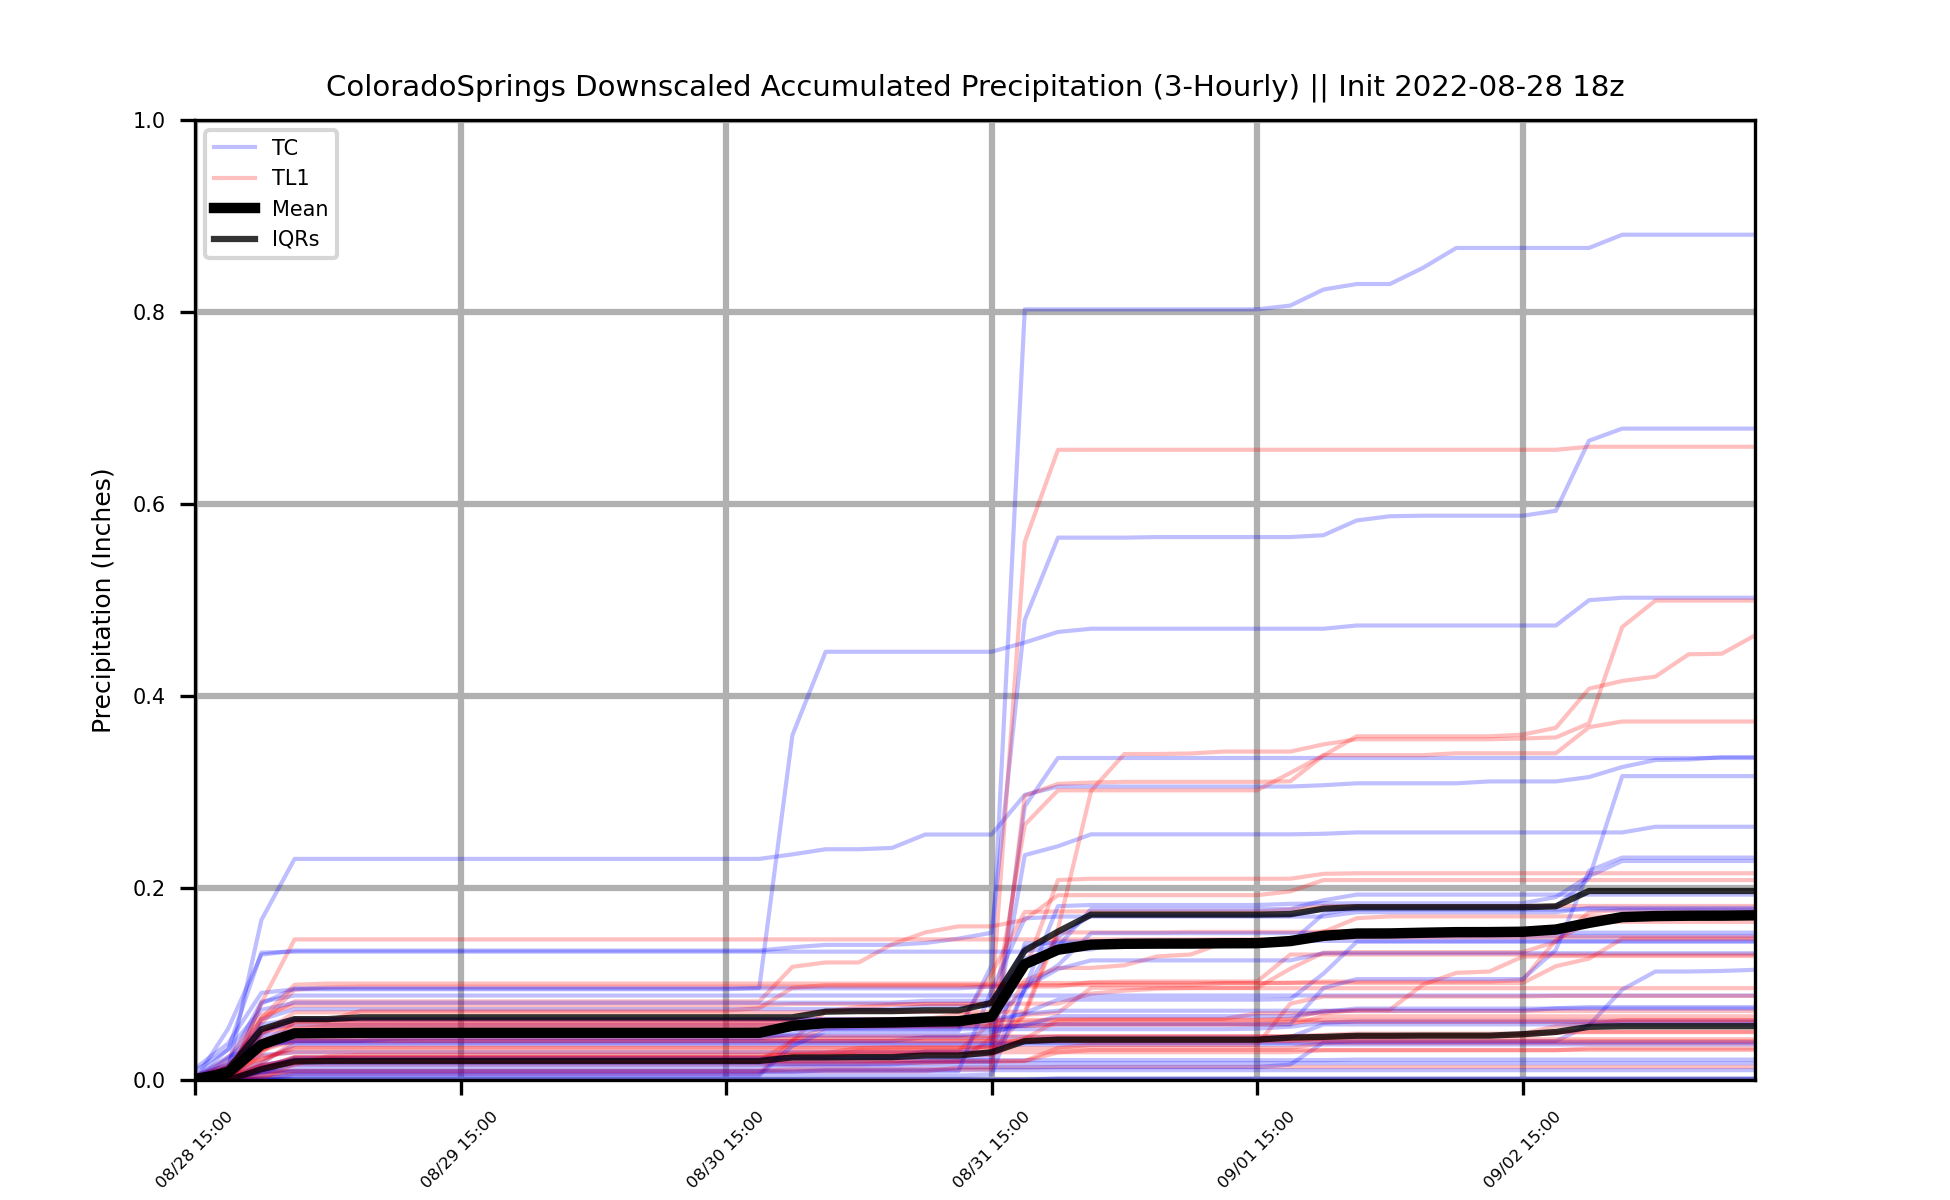 ColoradoSprings Downscaled Accumulated Precipitation (3-Hourly) || Init 2022-08-28 18z
TC
TL1
Mean
IQRs
Precipitation (Inches)
1.0
0.8
0.6
0.4
0.2
0.0
08/28 15:00
08/29 15:00
08/30 15:00
08/31 15:00
09/01 15:00
09/02 15:00